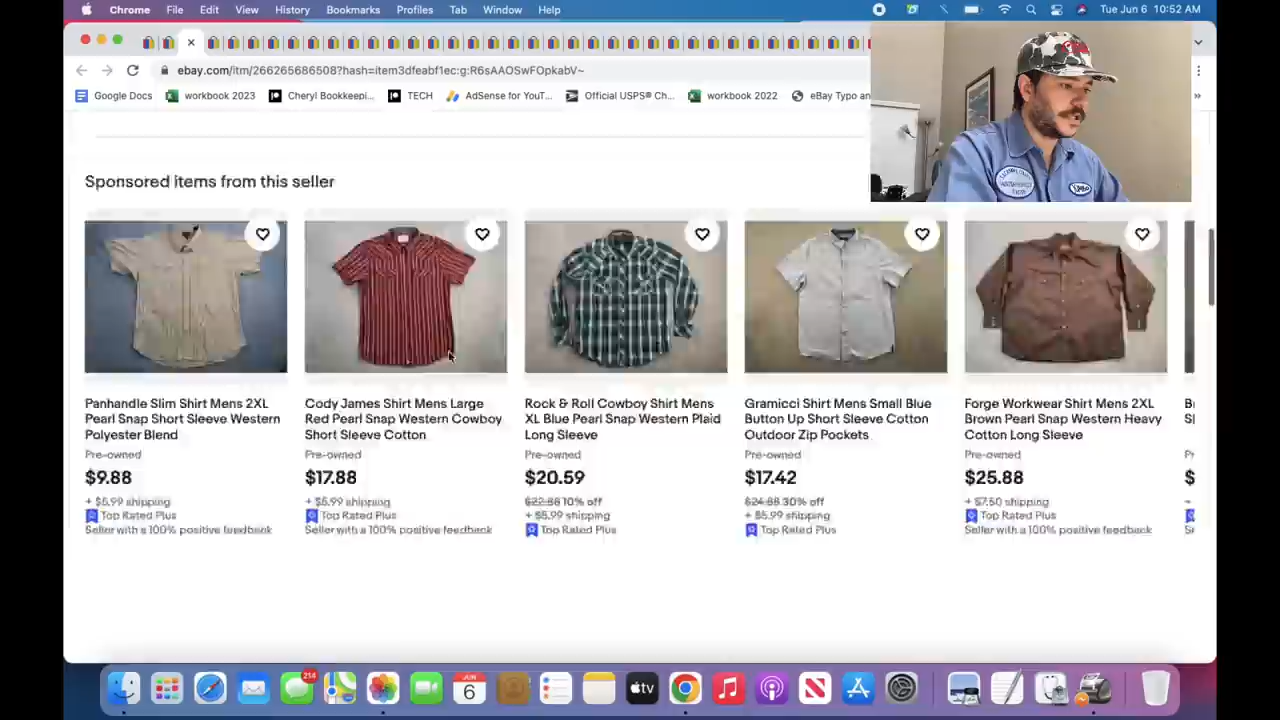 Chrome File Edit View History Bookmarks Profiles Tab Window Help Tue Jun 6 10:52 AM
ebay.com/itm/266265686508?hash=item3dfeabf1ec:g:R6sAAOSwFOpkabV~
Google Docs workbook 2023 Cheryl Bookkeepi... TECH AdSense for YouT... Official USPS® Ch... workbook 2022 eBay Typo an »
Sponsored items from this seller
Panhandle Slim Shirt Mens 2XL
Pearl Snap Short Sleeve Western
Polyester Blend
Pre-owned
$9.88
+ $5.99 shipping
Top Rated Plus
Seller with a 100% positive feedback
Cody James Shirt Mens Large
Red Pearl Snap Western Cowboy
Short Sleeve Cotton
Pre-owned
$17.88
+ $5.99 shipping
Top Rated Plus
Seller with a 100% positive feedback
Rock & Roll Cowboy Shirt Mens
XL Blue Pearl Snap Western Plaid
Long Sleeve
Pre-owned
$20.59
$22.88 10% off
+ $5.99 shipping
Top Rated Plus
Gramicci Shirt Mens Small Blue
Button Up Short Sleeve Cotton
Outdoor Zip Pockets
Pre-owned
$17.42
$24.88 30% off
+ $5.99 shipping
Top Rated Plus
Forge Workwear Shirt Mens 2XL
Brown Pearl Snap Western Heavy
Cotton Long Sleeve
Pre-owned
$25.88
+ $7.50 shipping
Top Rated Plus
Seller with a 100% positive feedback
214
JUN
6
tv